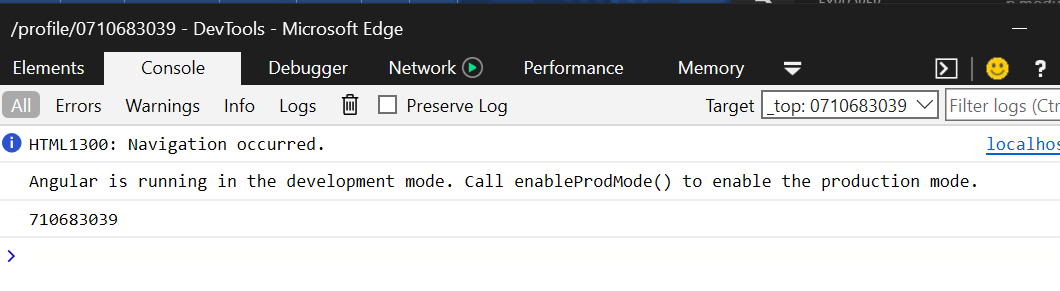 EXPLORER
/profile/0710683039 - DevTools - Microsoft Edge
Elements Console Debugger Network Performance Memory ?
All Errors Warnings Info Logs Preserve Log Target _top: 0710683039 Filter logs (Ctr
HTML1300: Navigation occurred. localhos
Angular is running in the development mode. Call enableProdMode() to enable the production mode.
710683039
>